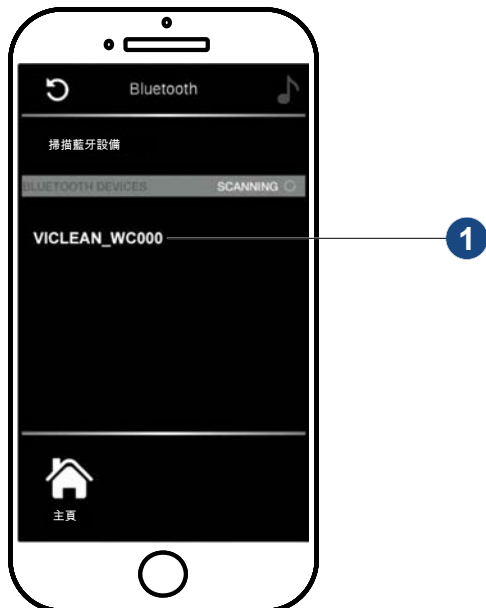 Bluetooth
掃描藍牙設備
BLUETOOTH DEVICES SCANNING
VICLEAN_WC000
1
主頁